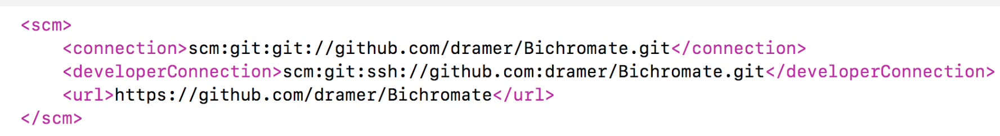 <scm>
    <connection>scm:git:git://github.com/dramer/Bichromate.git</connection>
    <developerConnection>scm:git:ssh://github.com:dramer/Bichromate.git</developerConnection>
    <url>https://github.com/dramer/Bichromate</url>
</scm>